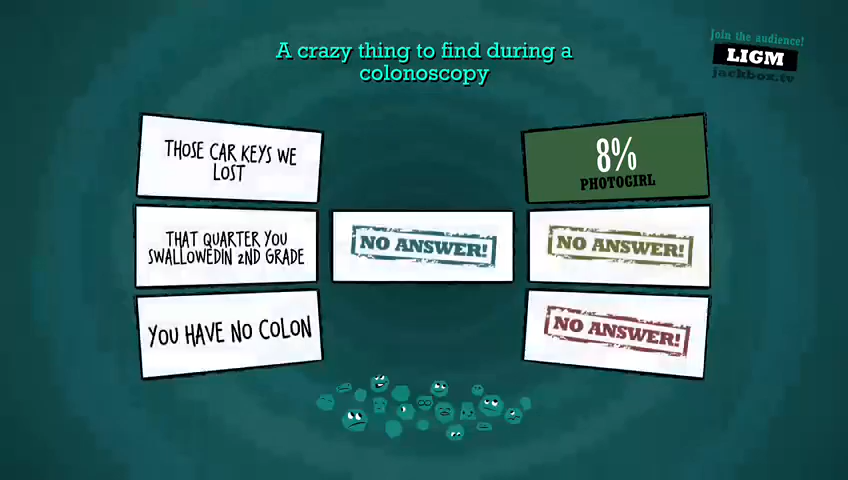 A crazy thing to find during a
colonoscopy
Join the audience!
LIGM
jackbox.tv
THOSE CAR KEYS WE
LOST
8%
PHOTOGIRL
THAT QUARTER YOU
SWALLOWEDIN 2ND GRADE
NO ANSWER!
NO ANSWER!
YOU HAVE NO COLON
NO ANSWER!